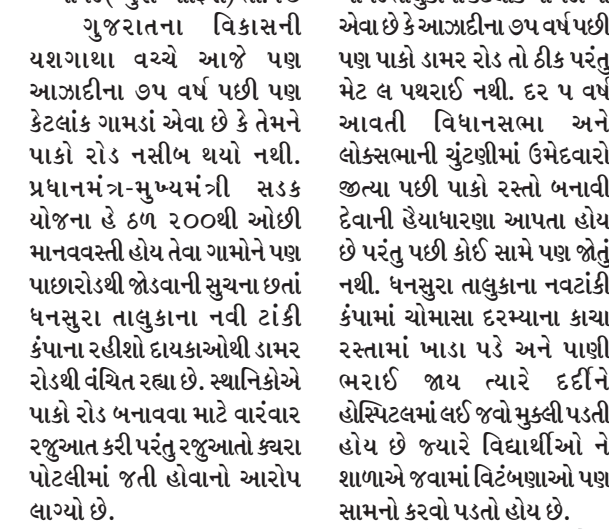 ગુજરાતના વિકાસની
યશગાથા વચ્ચે આજે પણ
આઝાદીના ૭૫ વર્ષ પછી પણ
કેટલાંક ગામડાં એવા છે કે તેમને
પાકો રોડ નસીબ થયો નથી.
પ્રધાનમંત્ર-મુખ્યમંત્રી સડક
યોજના હે ઠળ ૨૦૦થી ઓછી
માનવવસ્તી હોય તેવા ગામોને પણ
પાછારોડથી જોડવાની સુચના છતાં
ધનસુરા તાલુકાના નવી ટાંકી
કંપાના રહીશો દાયકાઓથી ડામર
રોડથી વંચિત રહ્યા છે. સ્થાનિકોએ
પાકો રોડ બનાવવા માટે વારંવાર
રજુઆત કરી પરંતુ રજુઆતો ક્ચરા
પોટલીમાં જતી હોવાનો આરોપ
લાગ્યો છે.
એવા છે કે આઝાદીના ૭૫ વર્ષ પછી
પણ પાકો ડામર રોડ તો ઠીક પરંતુ
મેટ લ પથરાઈ નથી. દર ૫ વર્ષ
આવતી વિધાનસભા અને
લોક્સભાની ચુંટણીમાં ઉમેદવારો
જીત્યા પછી પાકો રસ્તો બનાવી
દેવાની હૈયાધારણા આપતા હોય
છે પરંતુ પછી કોઈ સામે પણ જોતું
નથી. ધનસુરા તાલુકાના નવટાંકી
કંપામાં ચોમાસા દરમ્યાના કાચા
રસ્તામાં ખાડા પડે અને પાણી
ભરાઈ જાય ત્યારે દર્દીને
હોસ્પિટલમાં લઈ જવો મુક્લી પડતી
હોય છે જ્યારે વિદ્યાર્થીઓ ને
શાળાએ જવામાં વિટંબણાઓ પણ
સામનો કરવો પડતો હોય છે.